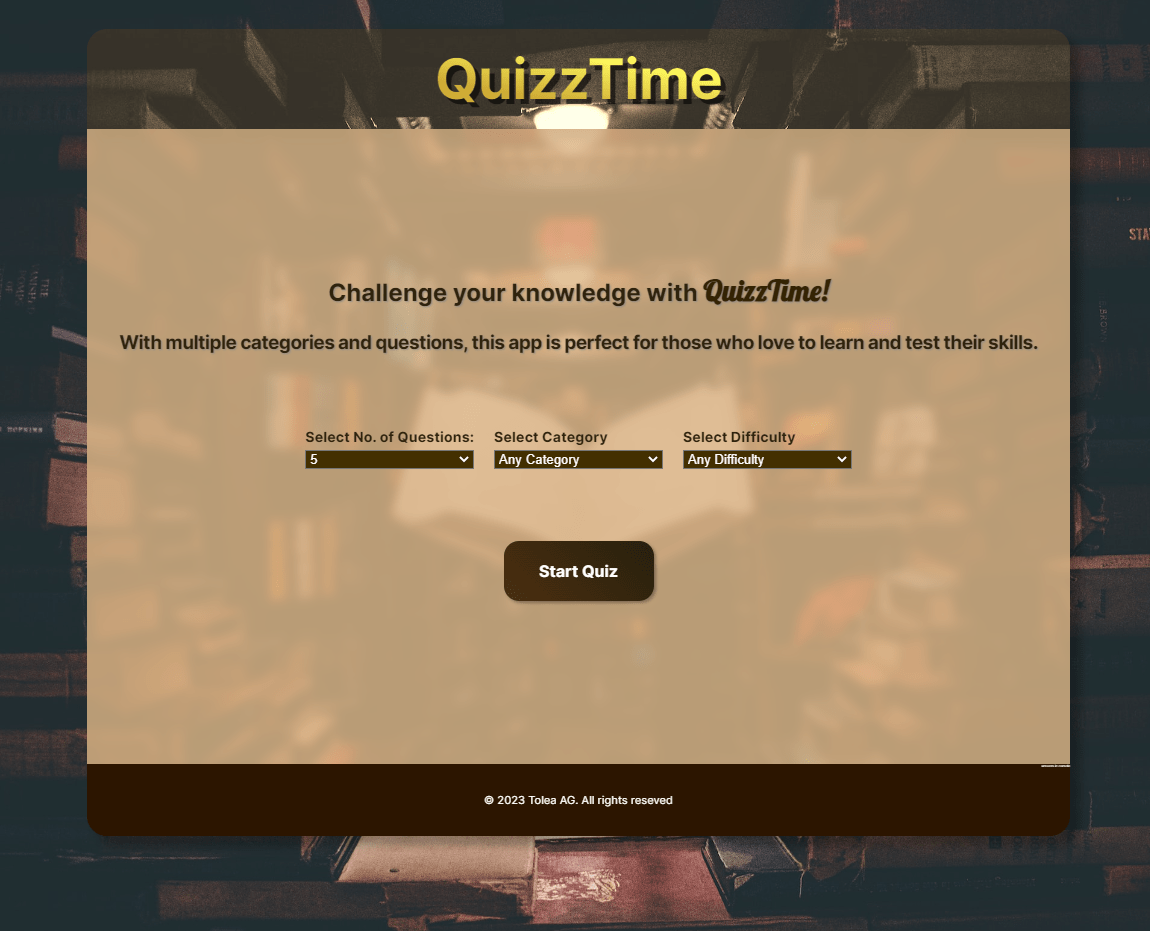 QuizzTime
Challenge your knowledge with QuizzTime!
With multiple categories and questions, this app is perfect for those who love to learn and test their skills.
Select No. of Questions:
Select Category
Select Difficulty
5
Any Category
Any Difficulty
Start Quiz
© 2023 Tolea AG. All rights reseved
STA
HOPKINS